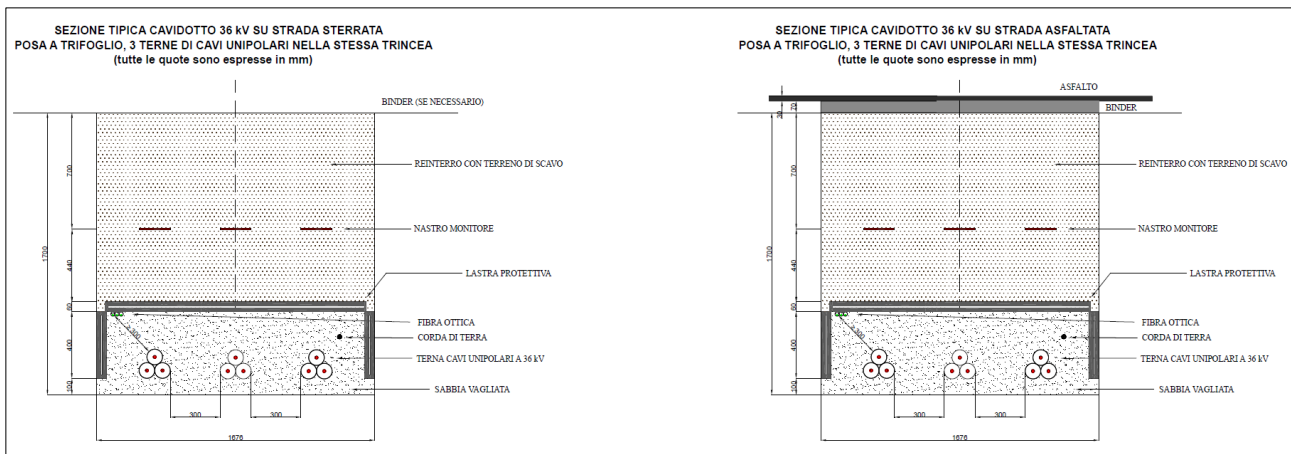 SEZIONE TIPICA CAVIDOTTO 36 kV SU STRADA STERRATA
POSA A TRIFOGLIO, 3 TERNE DI CAVI UNIPOLARI NELLA STESSA TRINCEA
(tutte le quote sono espresse in mm)
BINDER (SE NECESSARIO)
REINTERRO CON TERRENO DI SCAVO
NASTRO MONITORE
LASTRA PROTETTIVA
FIBRA OTTICA
CORDA DI TERRA
TERNA CAVI UNIPOLARI A 36 kV
SABBIA VAGLIATA
1700
700
440
60
400
100
300
300
1676
SEZIONE TIPICA CAVIDOTTO 36 kV SU STRADA ASFALTATA
POSA A TRIFOGLIO, 3 TERNE DI CAVI UNIPOLARI NELLA STESSA TRINCEA
(tutte le quote sono espresse in mm)
ASFALTO
BINDER
REINTERRO CON TERRENO DI SCAVO
NASTRO MONITORE
LASTRA PROTETTIVA
FIBRA OTTICA
CORDA DI TERRA
TERNA CAVI UNIPOLARI A 36 kV
SABBIA VAGLIATA
30
70
1700
700
440
60
400
100
300
300
1676